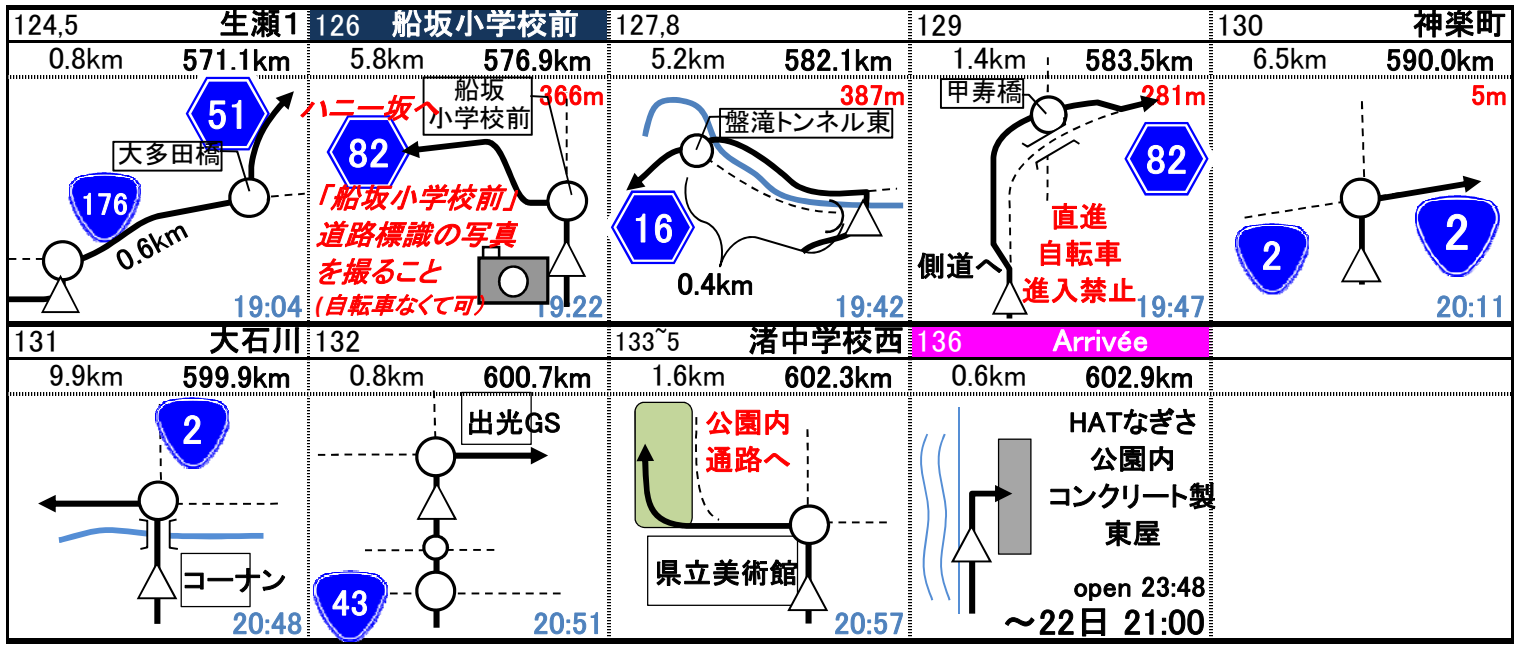 124,5 生瀬1
0.8km 571.1km
51
大多田橋
176
0.6km
19:04
126 船坂小学校前
5.8km 576.9km
ハニー坂へ
船坂
小学校前
366m
82
「船坂小学校前」
道路標識の写真
を撮ること
(自転車なくて可)
19:22
127,8
5.2km 582.1km
387m
盤滝トンネル東
16
0.4km
19:42
129
1.4km 583.5km
甲寿橋
281m
82
直進
自転車
進入禁止
側道へ
19:47
130 神楽町
6.5km 590.0km
5m
2
2
20:11
131 大石川
9.9km 599.9km
2
コーナン
20:48
132
0.8km 600.7km
出光GS
43
20:51
133~5 渚中学校西
1.6km 602.3km
公園内
通路へ
県立美術館
20:57
136 Arrivée
0.6km 602.9km
HATなぎさ
公園内
コンクリート製
東屋
open 23:48
～22日 21:00